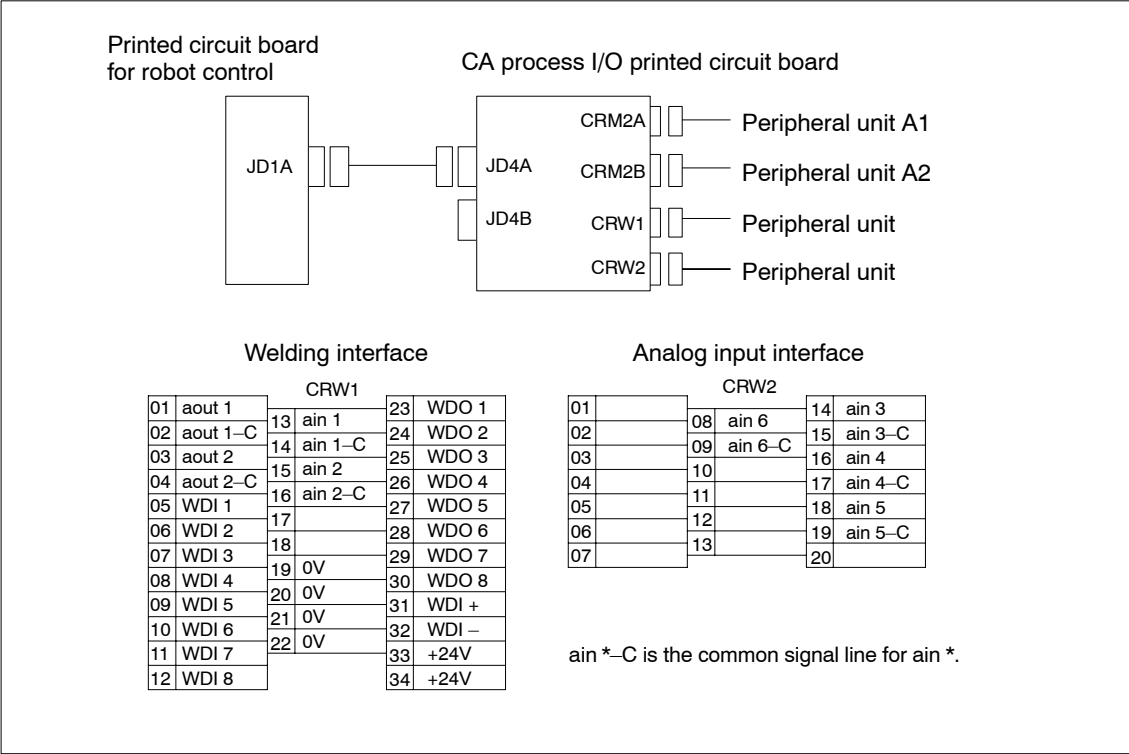 Printed circuit board
for robot control
CA process I/O printed circuit board
JD1A
JD4A
JD4B
CRM2A
CRM2B
CRW1
CRW2
Peripheral unit A1
Peripheral unit A2
Peripheral unit
Peripheral unit
Welding interface
CRW1
01 aout 1
02 aout 1–C
03 aout 2
04 aout 2–C
05 WDI 1
06 WDI 2
07 WDI 3
08 WDI 4
09 WDI 5
10 WDI 6
11 WDI 7
12 WDI 8
13 ain 1
14 ain 1–C
15 ain 2
16 ain 2–C
17
18
19 0V
20 0V
21 0V
22 0V
23 WDO 1
24 WDO 2
25 WDO 3
26 WDO 4
27 WDO 5
28 WDO 6
29 WDO 7
30 WDO 8
31 WDI +
32 WDI –
33 +24V
34 +24V
Analog input interface
CRW2
01
02
03
04
05
06
07
08 ain 6
09 ain 6–C
10
11
12
13
14 ain 3
15 ain 3–C
16 ain 4
17 ain 4–C
18 ain 5
19 ain 5–C
20
ain *–C is the common signal line for ain *.